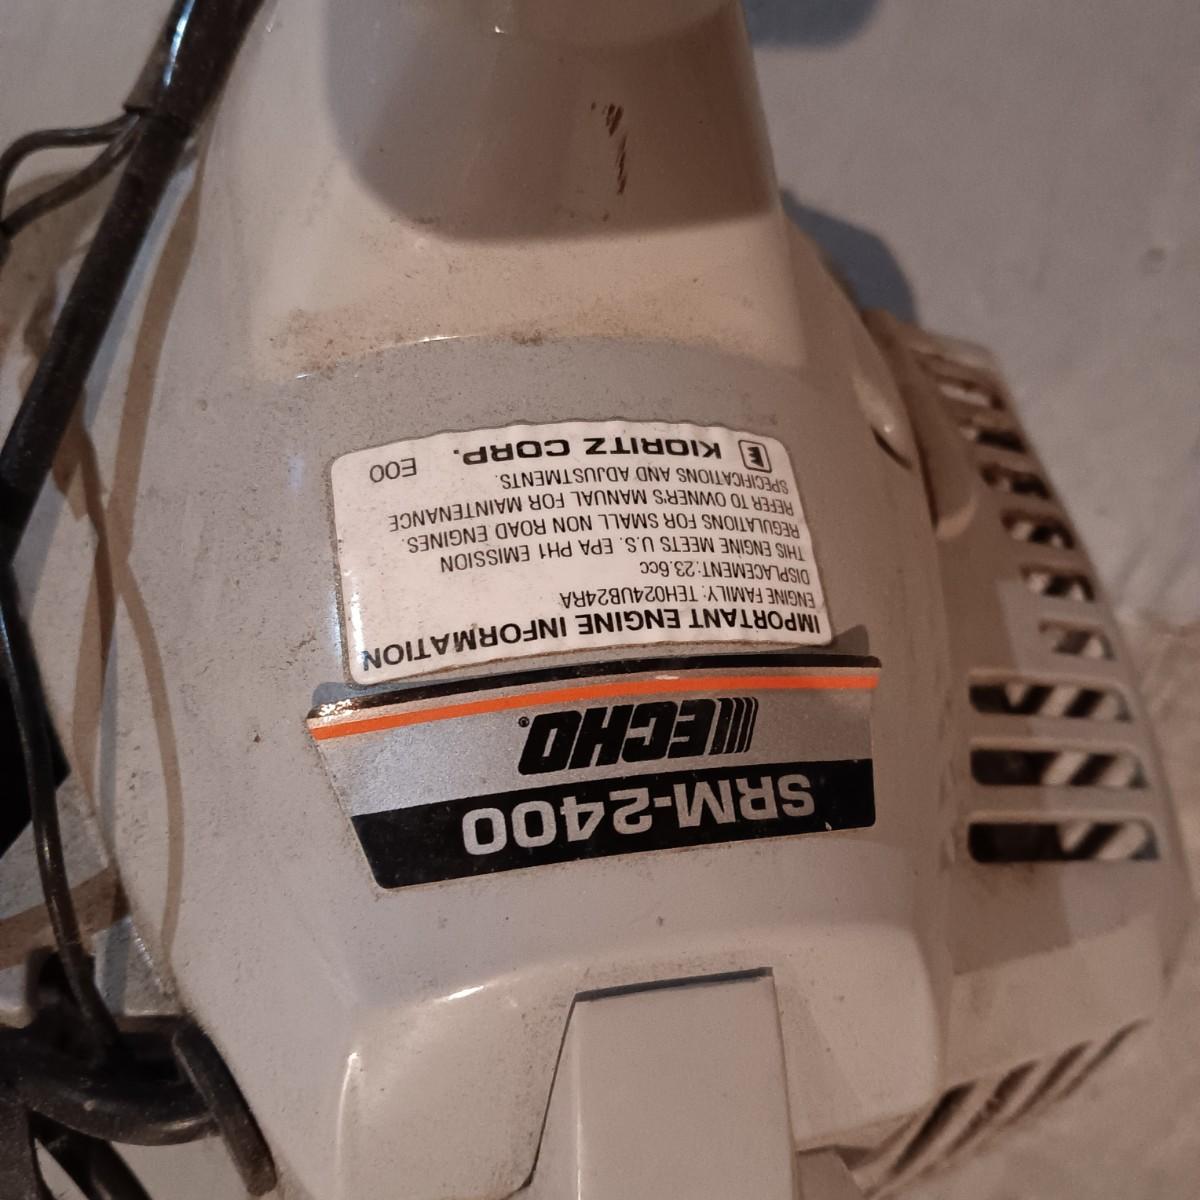 SRM-2400
ECHO®
IMPORTANT ENGINE INFORMATION
ENGINE FAMILY: TEH024UB24RA
DISPLACEMENT:23.6cc
THIS ENGINE MEETS U.S. EPA PH1 EMISSION
REGULATIONS FOR SMALL NON ROAD ENGINES.
REFER TO OWNER'S MANUAL FOR MAINTENANCE
SPECIFICATIONS AND ADJUSTMENTS.
E KIORITZ CORP. E00